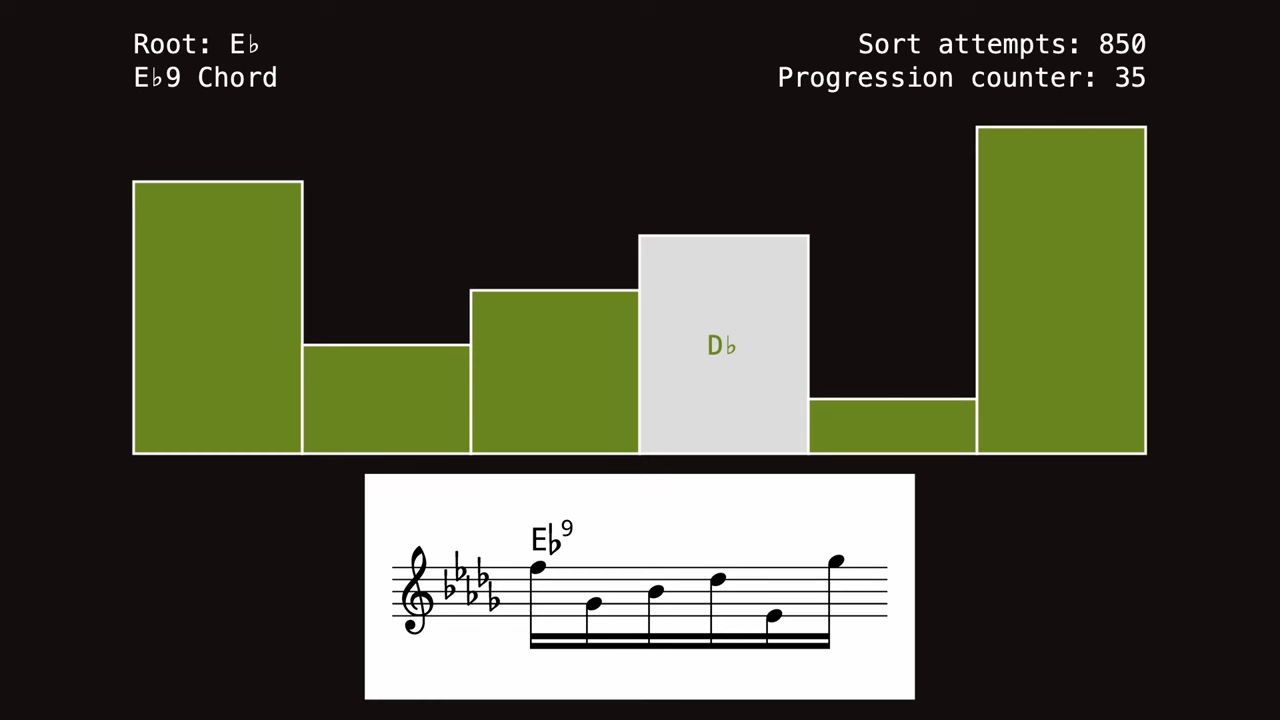 Root: E♭
E♭9 Chord
Sort attempts: 850
Progression counter: 35
D♭
E♭9